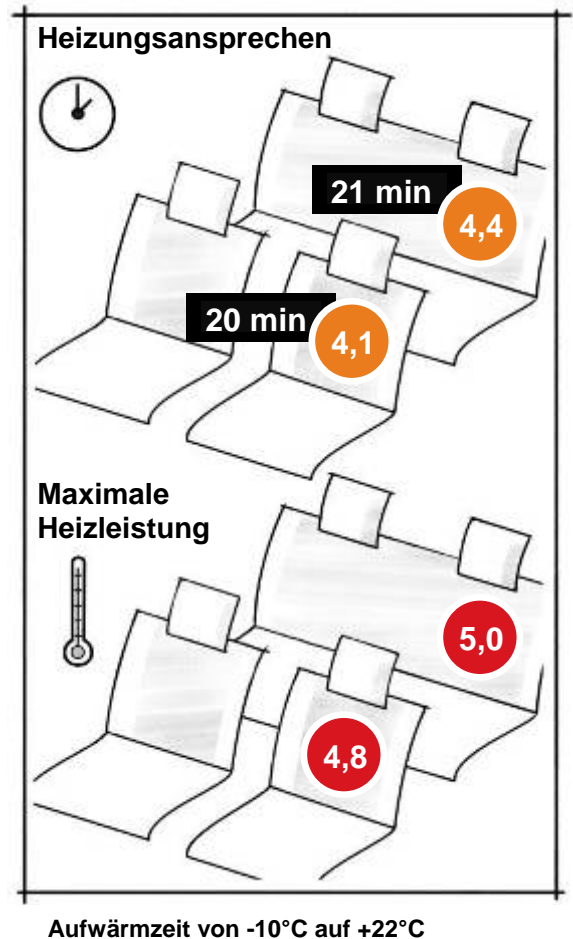 Heizungsansprechen
21 min
4,4
20 min
4,1
Maximale
Heizleistung
5,0
4,8
Aufwärmzeit von -10°C auf +22°C